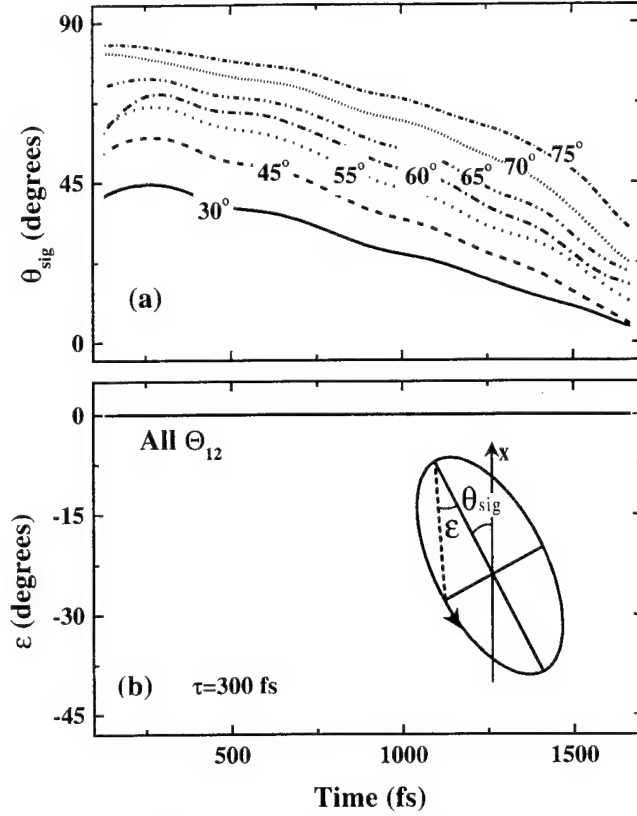 90
45
0
θsig (degrees)
75°
70°
65°
60°
55°
45°
30°
(a)
0
-15
-30
-45
ε (degrees)
All Θ12
x
θsig
ε
(b) τ=300 fs
500 1000 1500
Time (fs)